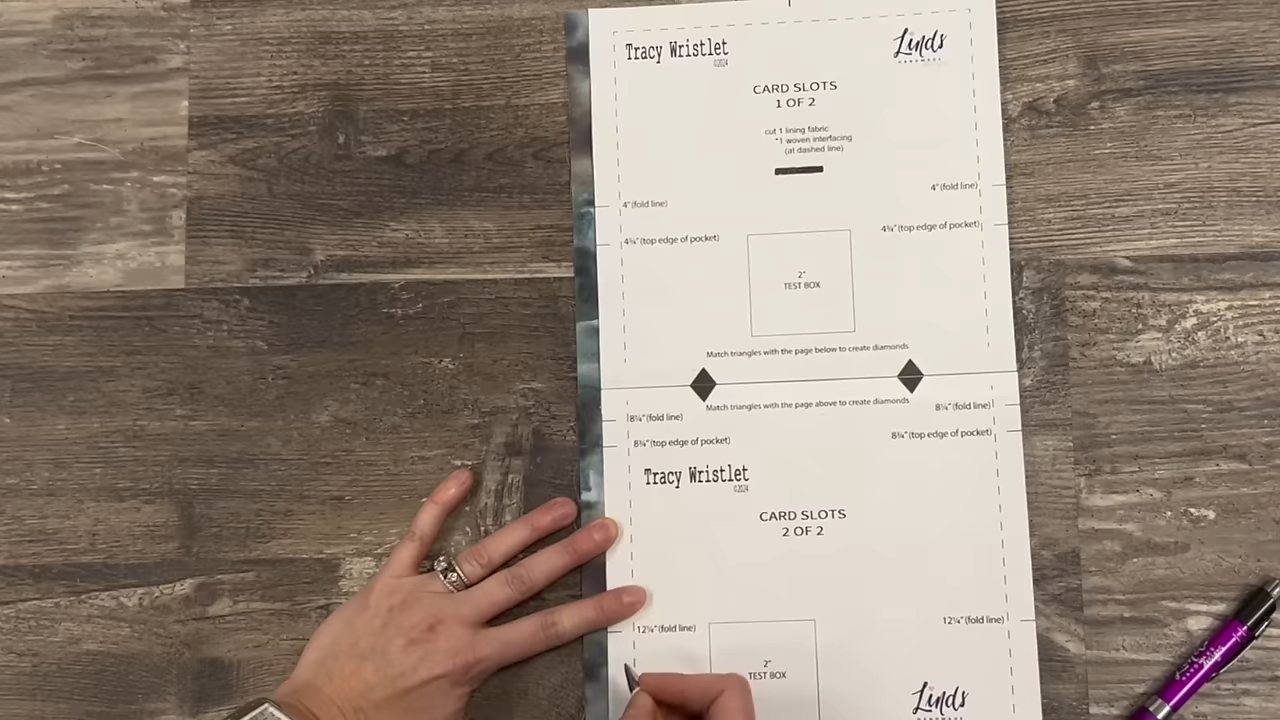 Tracy Wristlet
©2024
Linds
HANDMADE
CARD SLOTS
1 OF 2
cut 1 lining fabric
*1 woven interfacing
(at dashed line)
4" (fold line)
4" (fold line)
4¾" (top edge of pocket)
4¾" (top edge of pocket)
2"
TEST BOX
Match triangles with the page below to create diamonds
Match triangles with the page above to create diamonds
8¼" (fold line)
8¼" (fold line)
8¾" (top edge of pocket)
8¾" (top edge of pocket)
Tracy Wristlet
©2024
CARD SLOTS
2 OF 2
12¼" (fold line)
12¼" (fold line)
2"
TEST BOX
Linds
HANDMADE